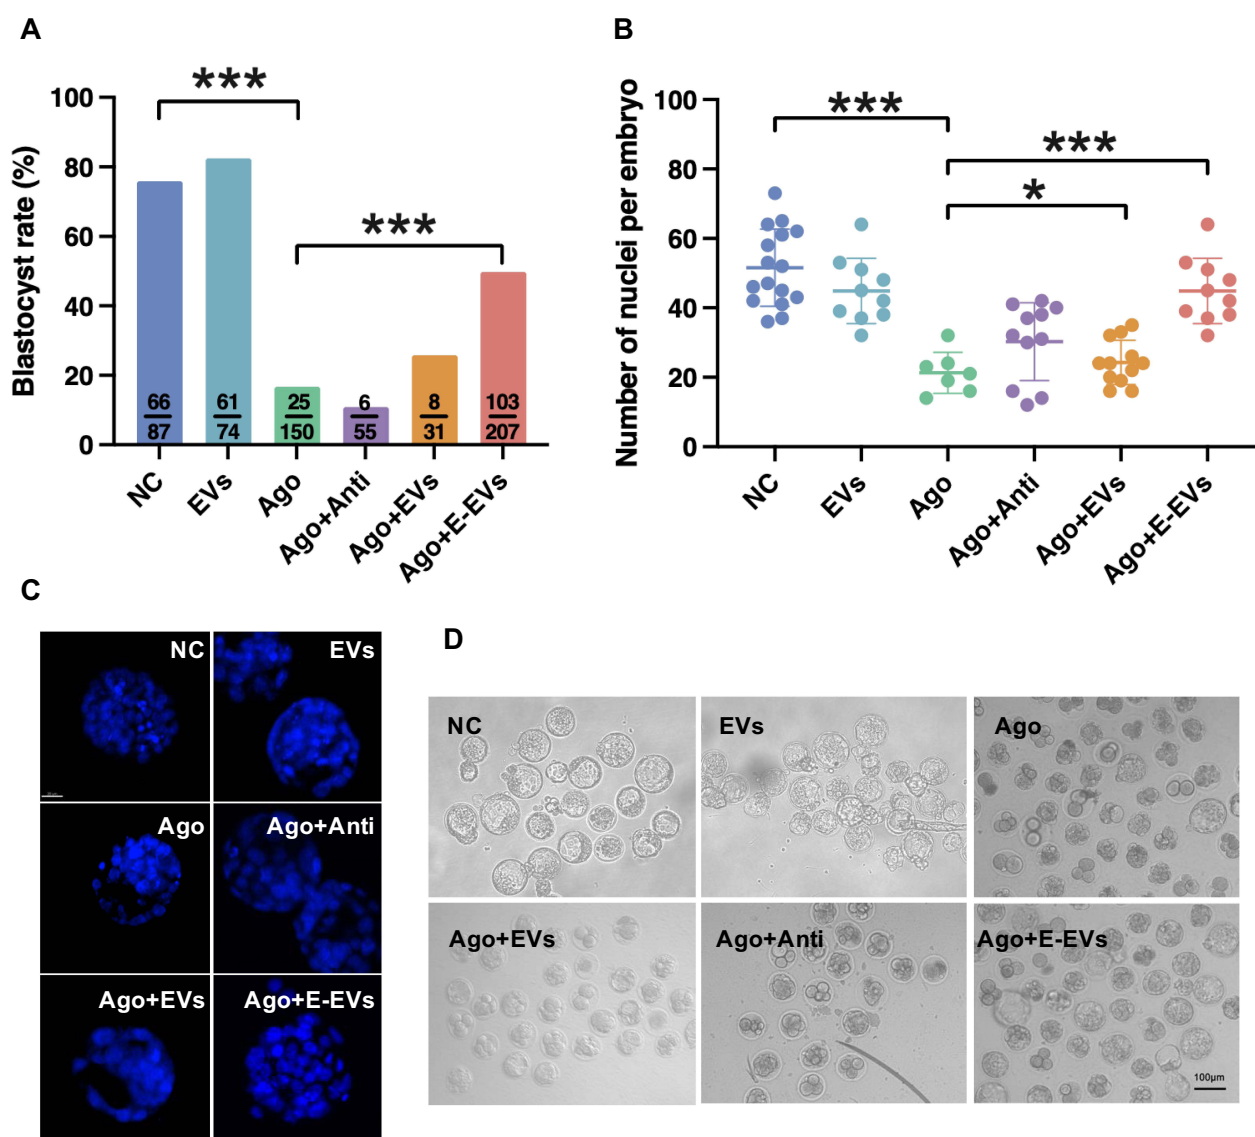 A
Blastocyst rate (%)
100
80
60
40
20
0
***
***
66
87
61
74
25
150
6
55
8
31
103
207
NC
EVs
Ago
Ago+Anti
Ago+EVs
Ago+E-EVs
B
Number of nuclei per embryo
100
80
60
40
20
0
***
***
*
NC
EVs
Ago
Ago+Anti
Ago+EVs
Ago+E-EVs
C
NC
EVs
Ago
Ago+Anti
Ago+EVs
Ago+E-EVs
D
NC
EVs
Ago
Ago+EVs
Ago+Anti
Ago+E-EVs
100μm